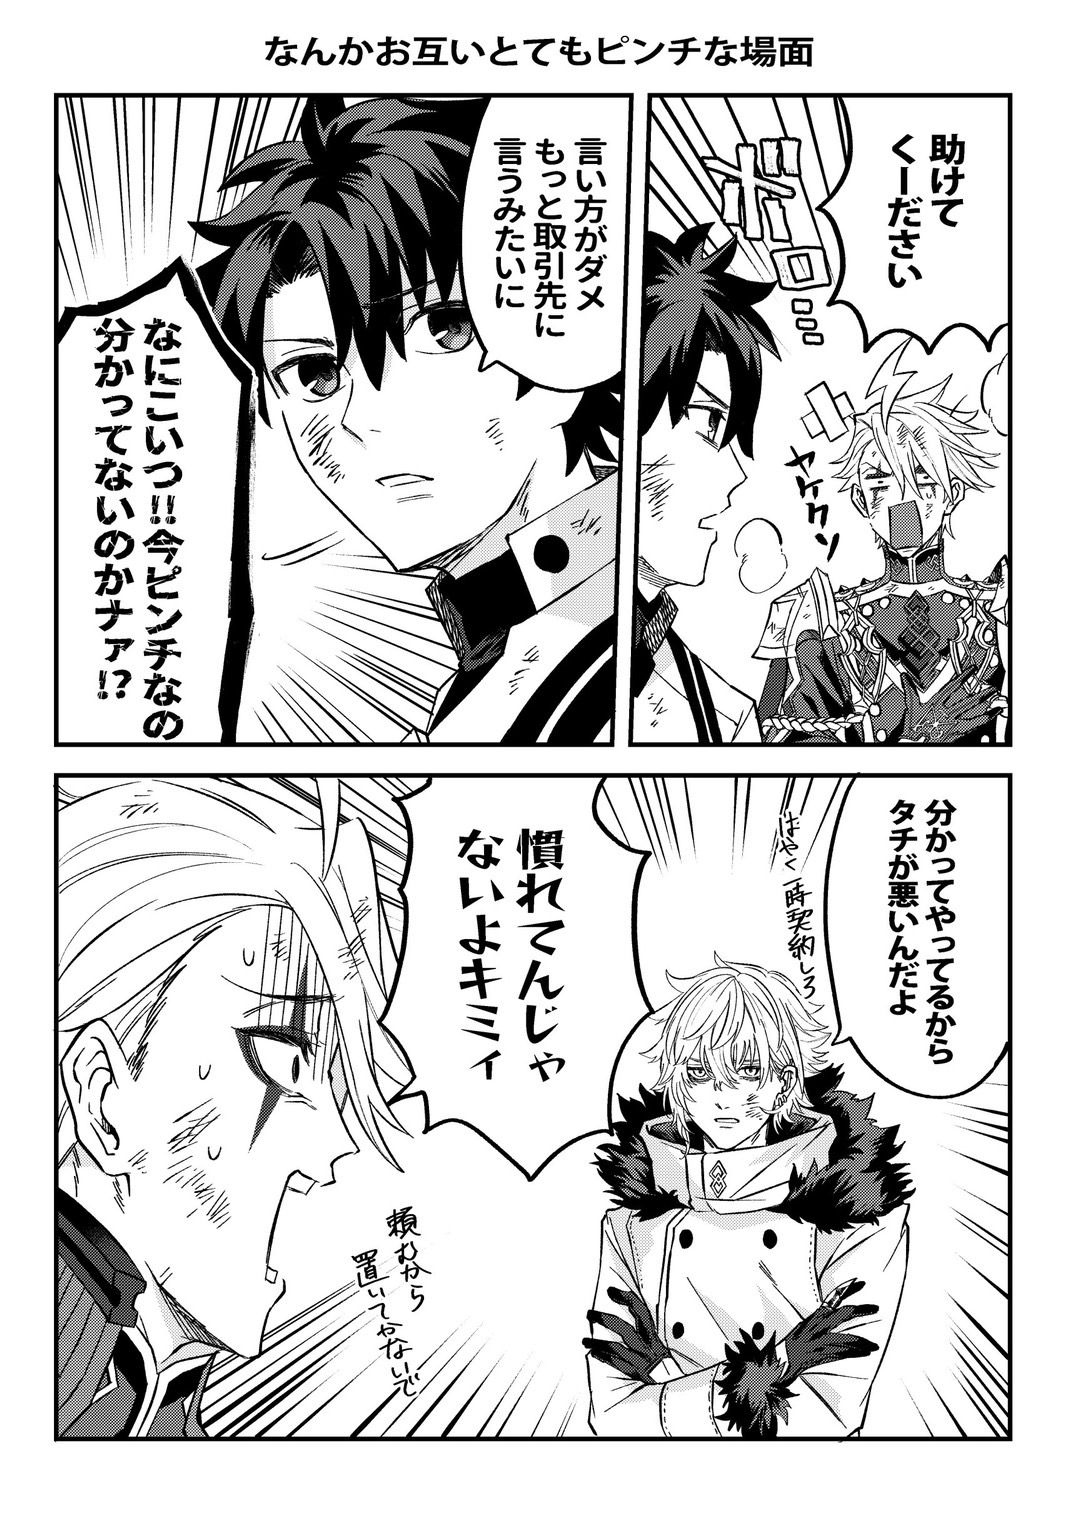 なんかお互いとてもピンチな場面
助けて
くーださい
ボロ…
ヤケクソ
言い方がダメ
もっと取引先に
言うみたいに
なにこいつ!!今ピンチなの
分かってないのかナァ!?
分かってやってるから
タチが悪いんだよ
はやく一時契約しろ
慣れてんじゃ
ないよキミィ
頼むから
置いてかないで